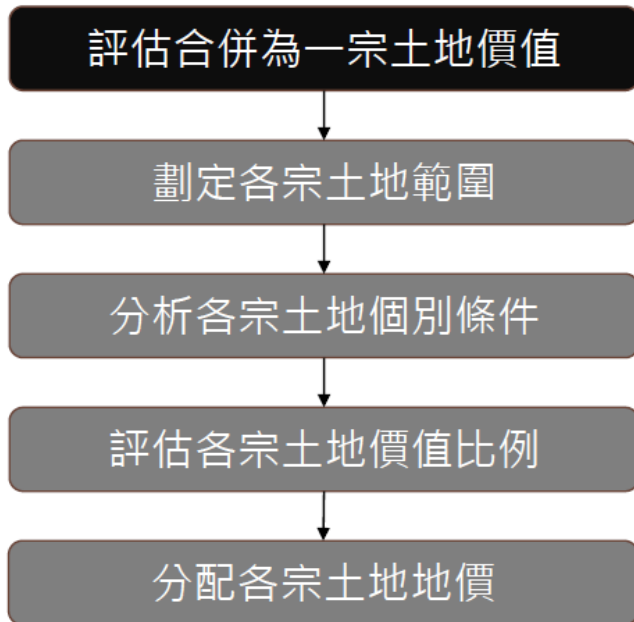 評估合併為一宗土地價值
劃定各宗土地範圍
分析各宗土地個別條件
評估各宗土地價值比例
分配各宗土地地價